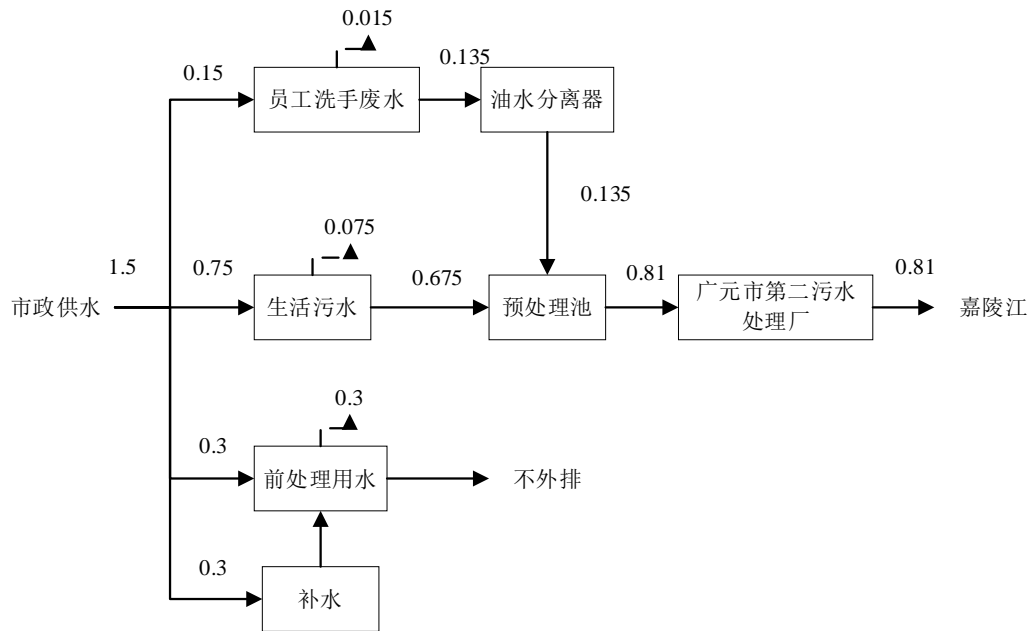 0.015
0.15
0.135
员工洗手废水
油水分离器
0.135
0.075
1.5
0.75
0.675
0.81
0.81
市政供水
生活污水
预处理池
广元市第二污水
处理厂
嘉陵江
0.3
0.3
前处理用水
不外排
0.3
补水